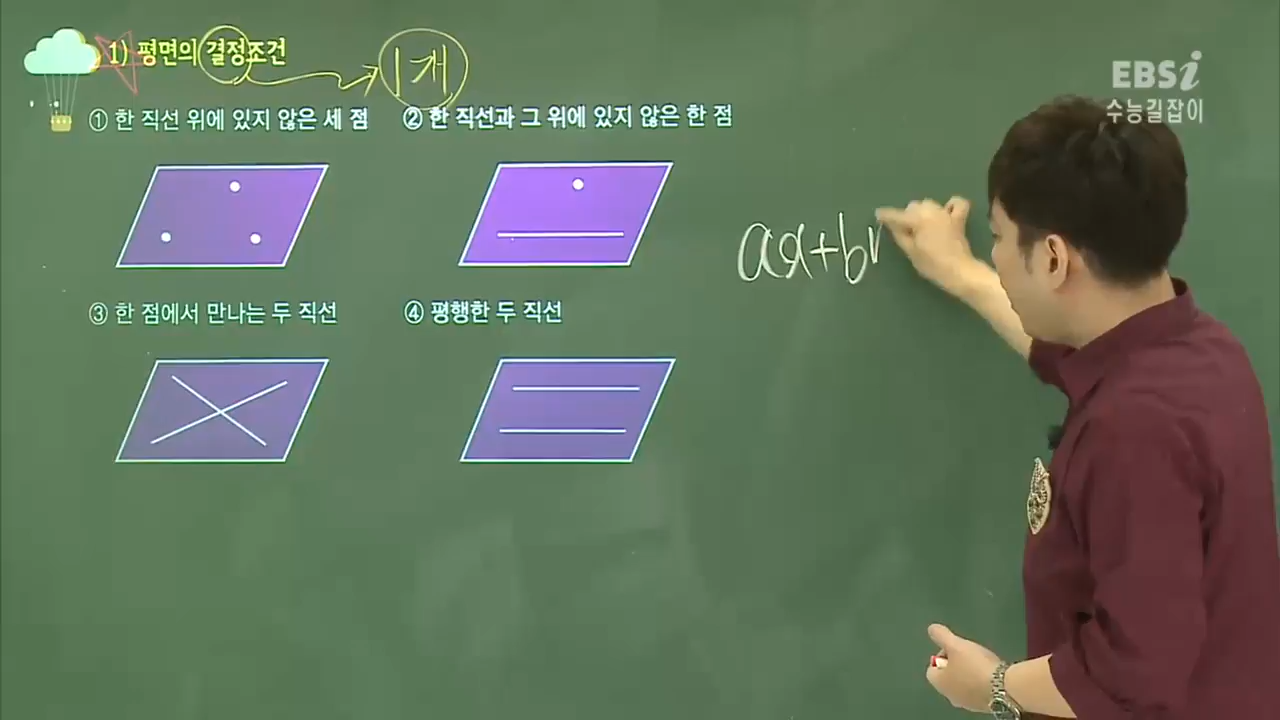 1) 평면의 결정조건
1개
EBSi
수능길잡이
① 한 직선 위에 있지 않은 세 점
② 한 직선과 그 위에 있지 않은 한 점
ax+b
③ 한 점에서 만나는 두 직선
④ 평행한 두 직선